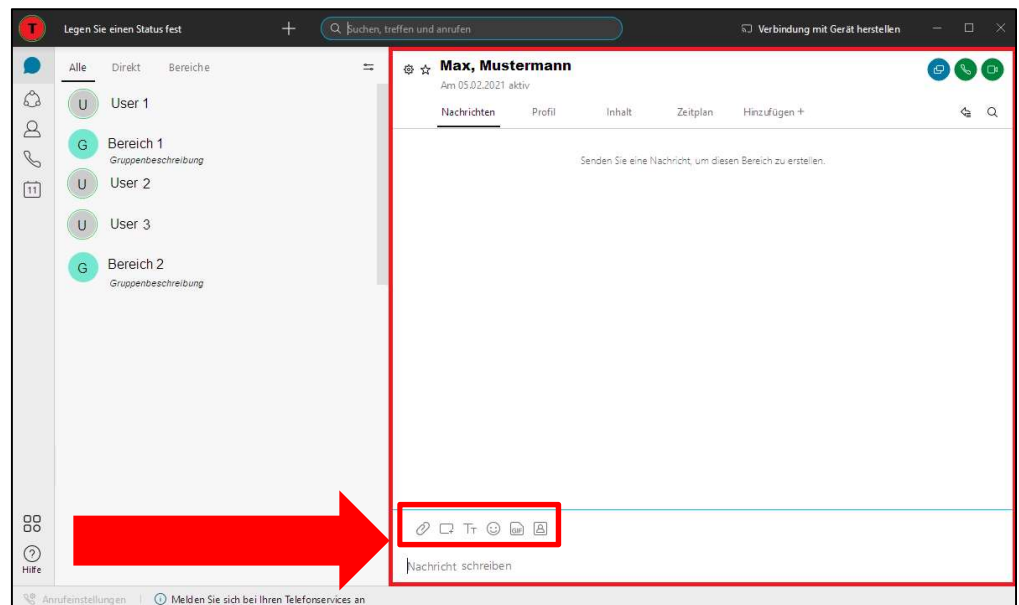 T Legen Sie einen Status fest + Suchen, treffen und anrufen Verbindung mit Gerät herstellen
Alle Direkt Bereiche
U User 1
G Bereich 1
Gruppenbeschreibung
U User 2
U User 3
G Bereich 2
Gruppenbeschreibung
11
Max, Mustermann
Am 05.02.2021 aktiv
Nachrichten Profil Inhalt Zeitplan Hinzufügen +
Senden Sie eine Nachricht, um diesen Bereich zu erstellen.
TT GIF
Nachricht schreiben
Hilfe
Anrufeinstellungen Melden Sie sich bei Ihren Telefonservices an